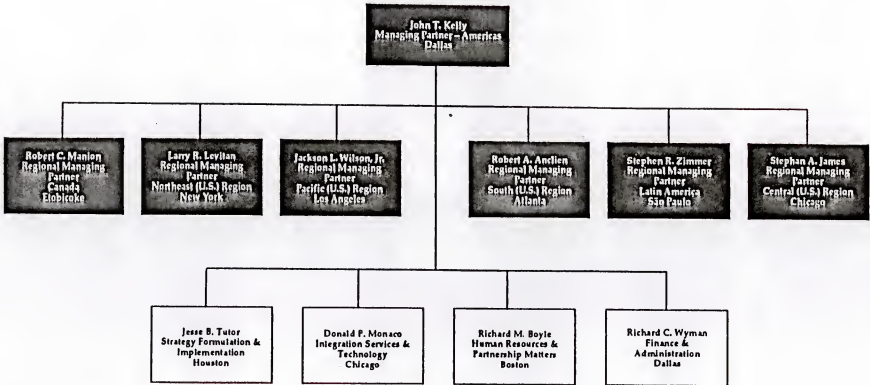 John T. Kelly
Managing Partner – Americas
Dallas
Robert C. Manion
Regional Managing
Partner
Canada
Etobicoke
Larry R. Levitan
Regional Managing
Partner
Northeast (U.S.) Region
New York
Jackson L. Wilson, Jr.
Regional Managing
Partner
Pacific (U.S.) Region
Los Angeles
Robert A. Anclien
Regional Managing
Partner
South (U.S.) Region
Atlanta
Stephen R. Zimmer
Regional Managing
Partner
Latin America
São Paulo
Stephan A. James
Regional Managing
Partner
Central (U.S.) Region
Chicago
Jesse B. Tutor
Strategy Formulation &
Implementation
Houston
Donald P. Monaco
Integration Services &
Technology
Chicago
Richard M. Boyle
Human Resources &
Partnership Matters
Boston
Richard C. Wyman
Finance &
Administration
Dallas